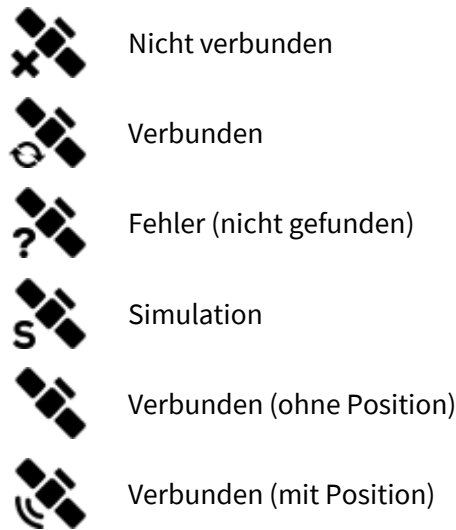 Nicht verbunden
Verbunden
? Fehler (nicht gefunden)
S Simulation
Verbunden (ohne Position)
Verbunden (mit Position)